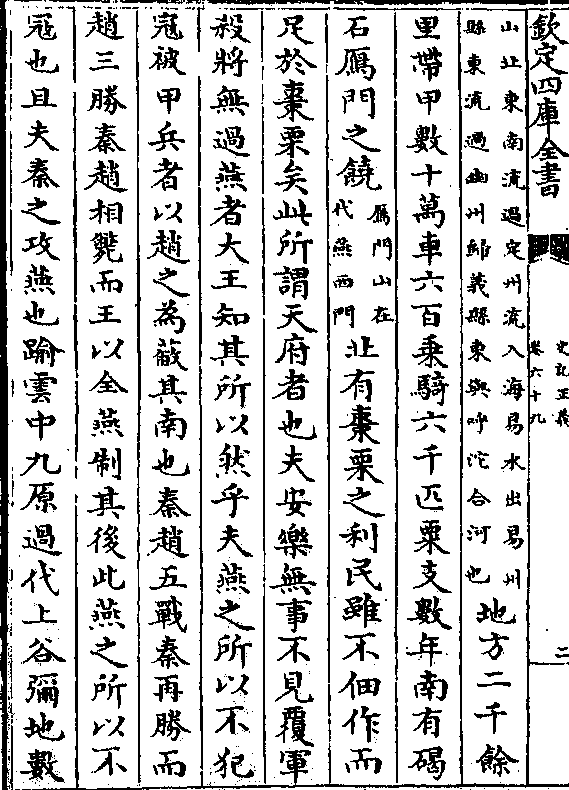 欽定四庫全書
史記正義
卷六十九
二
山北東南流過定州流入海易水出易州
縣東流過幽州歸義縣東與呼沱合河也
地方二千餘
里帶甲數十萬車六百乘騎六千匹粟支數年南有碣
石鴈門之饒
鴈門山在
代燕西門
北有棗栗之利民雖不佃作而
足於棗栗矣此所謂天府者也夫安樂無事不見覆軍
殺將無過燕者大王知其所以然乎夫燕之所以不犯
寇被甲兵者以趙之為蔽其南也秦趙五戰秦再勝而
趙三勝秦趙相斃而王以全燕制其後此燕之所以不
寇也且夫秦之攻燕也踰雲中九原過代上谷彌地數